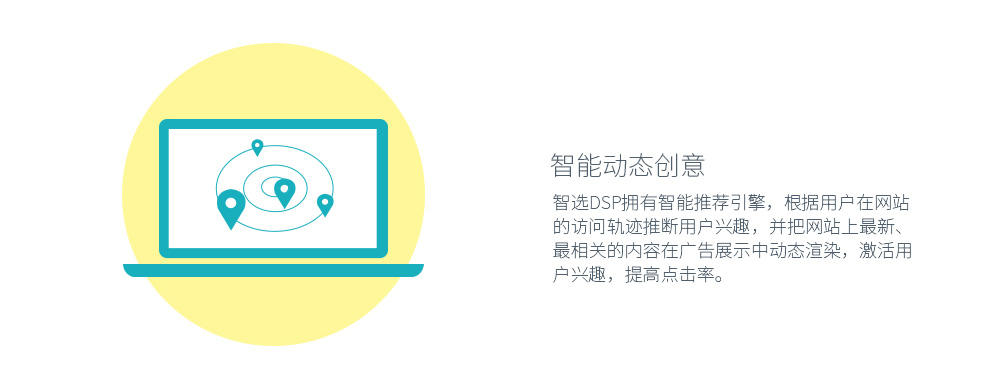 智能动态创意
智选DSP拥有智能推荐引擎，根据用户在网站
的访问轨迹推断用户兴趣，并把网站上最新、
最相关的内容在广告展示中动态渲染，激活用
户兴趣，提高点击率。